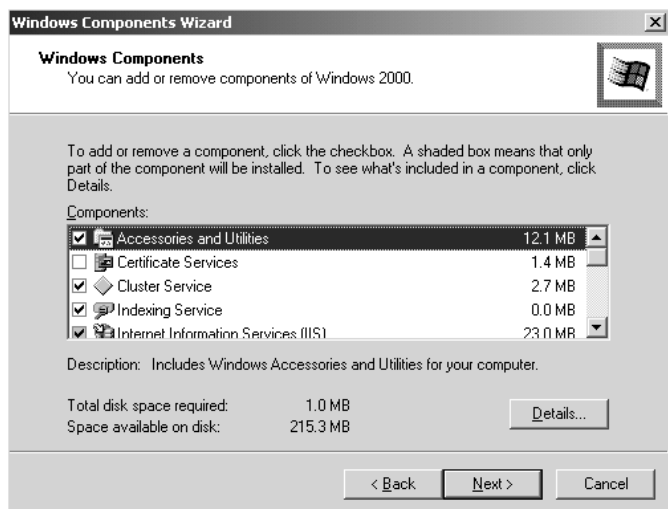 Windows Components Wizard
Windows Components
You can add or remove components of Windows 2000.
To add or remove a component, click the checkbox. A shaded box means that only
part of the component will be installed. To see what's included in a component, click
Details.
Components:
Accessories and Utilities 12.1 MB
Certificate Services 1.4 MB
Cluster Service 2.7 MB
Indexing Service 0.0 MB
Internet Information Services (IIS) 23.0 MB
Description: Includes Windows Accessories and Utilities for your computer.
Total disk space required: 1.0 MB
Space available on disk: 215.3 MB
Details...
< Back Next > Cancel